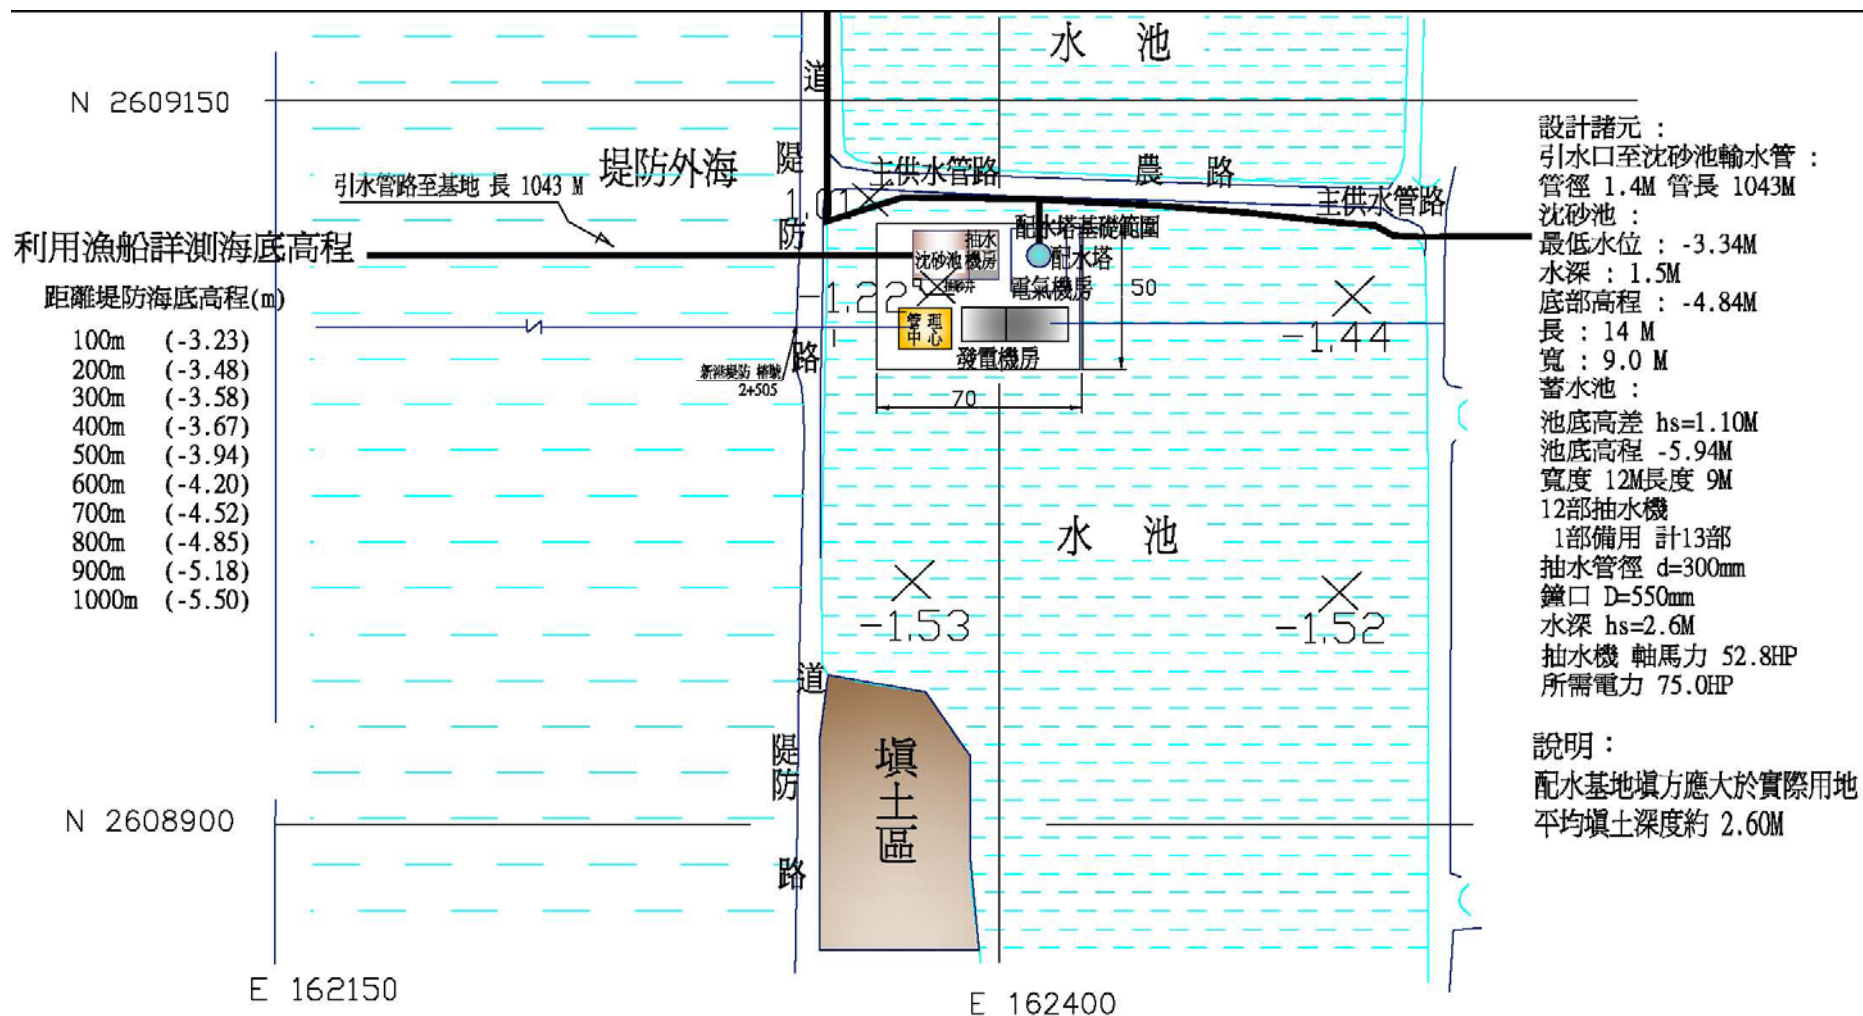 水 池
道
N 2609150
堤防外海
堤
主供水管路
農 路
引水管路至基地 長 1043 M
1.01
主供水管路
防
配水塔基礎範圍
利用漁船詳測海底高程
抽水
機房
沈砂池
配水塔
電氣機房
50
-1.22
-1.44
距離堤防海底高程(m)
管 理
中 心
路
發電機房
新港堤防 樁號
2+505
70
100m (-3.23)
200m (-3.48)
300m (-3.58)
400m (-3.67)
500m (-3.94)
600m (-4.20)
700m (-4.52)
800m (-4.85)
900m (-5.18)
1000m (-5.50)
水 池
-1.53
-1.52
道
堤
防
路
填
土
區
N 2608900
E 162150
E 162400
設計諸元：
引水口至沈砂池輸水管：
管徑 1.4M 管長 1043M
沈砂池：
最低水位：-3.34M
水深：1.5M
底部高程：-4.84M
長：14 M
寬：9.0 M
蓄水池：
池底高差 hs=1.10M
池底高程 -5.94M
寬度 12M長度 9M
12部抽水機
1部備用 計13部
抽水管徑 d=300mm
鐘口 D=550mm
水深 hs=2.6M
抽水機 軸馬力 52.8HP
所需電力 75.0HP
說明：
配水基地填方應大於實際用地
平均填土深度約 2.60M